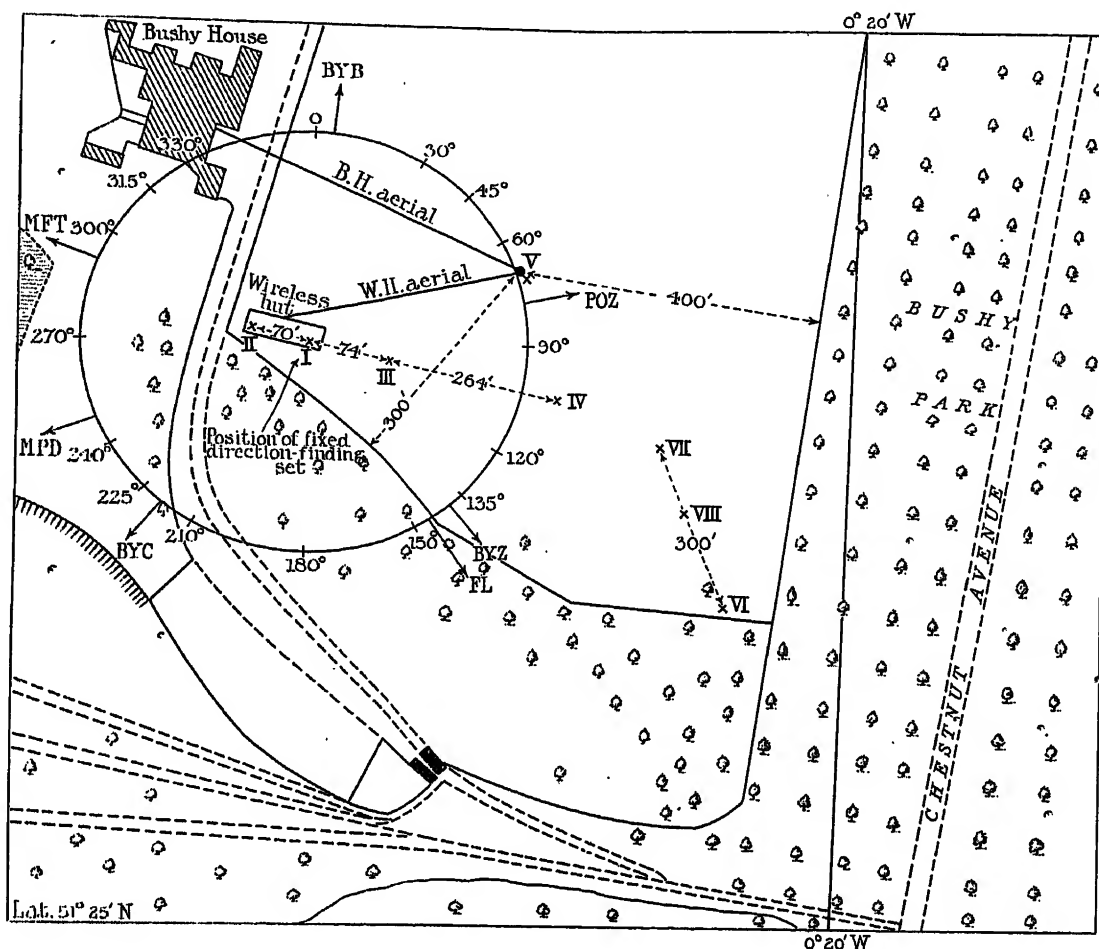 0° 20' W
Bushy House
BYB
0
30°
45°
60°
330°
315°
MFT 300°
B.H. aerial
V
W.H. aerial
400'
POZ
Wireless
hut
70'
II
I
74'
III
264'
IV
270°
90°
300'
BUSHY
PARK
Position of fixed
direction-finding
set
MPD 240°
120°
VII
225°
135°
VIII
210°
150°
300'
BYC
180°
BYZ
FL
VI
CHESTNUT AVENUE
Lat. 51° 25' N
0° 20' W